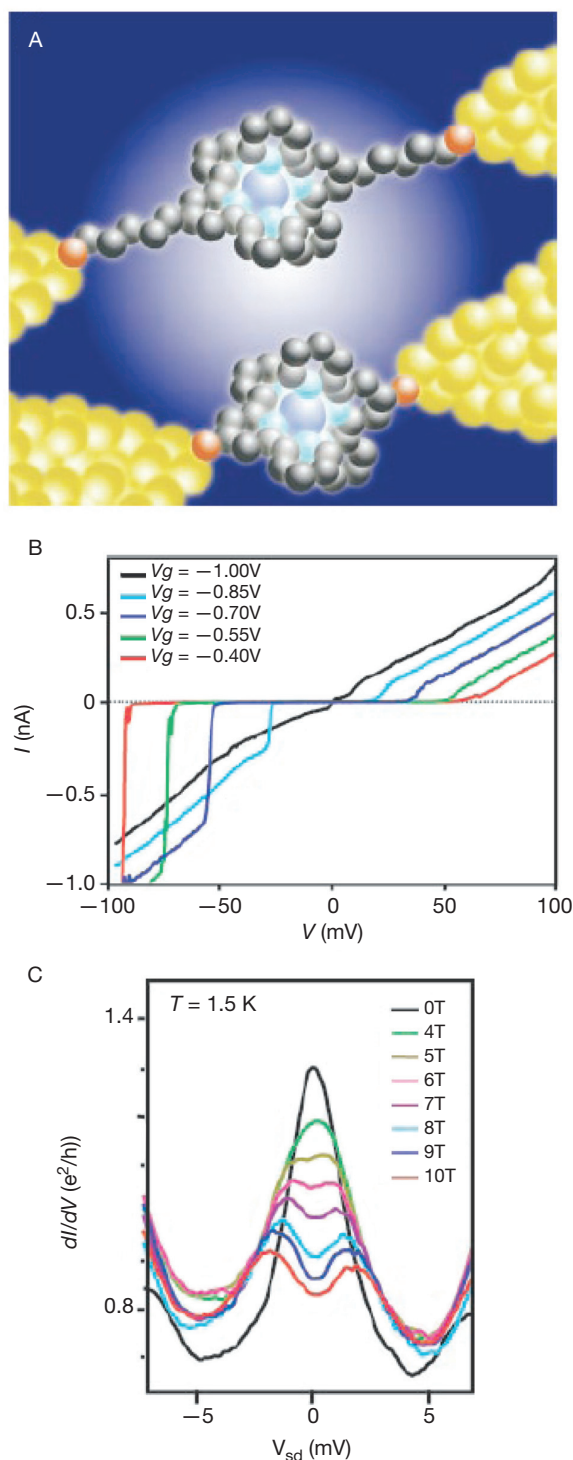 A
B
Vg = −1.00V
Vg = −0.85V
Vg = −0.70V
Vg = −0.55V
Vg = −0.40V
0.5
0
−0.5
−1.0
I (nA)
−100
−50
0
50
100
V (mV)
C
T = 1.5 K
1.4
0.8
dI/dV (e²/h))
0T
4T
5T
6T
7T
8T
9T
10T
−5
0
5
V_sd (mV)